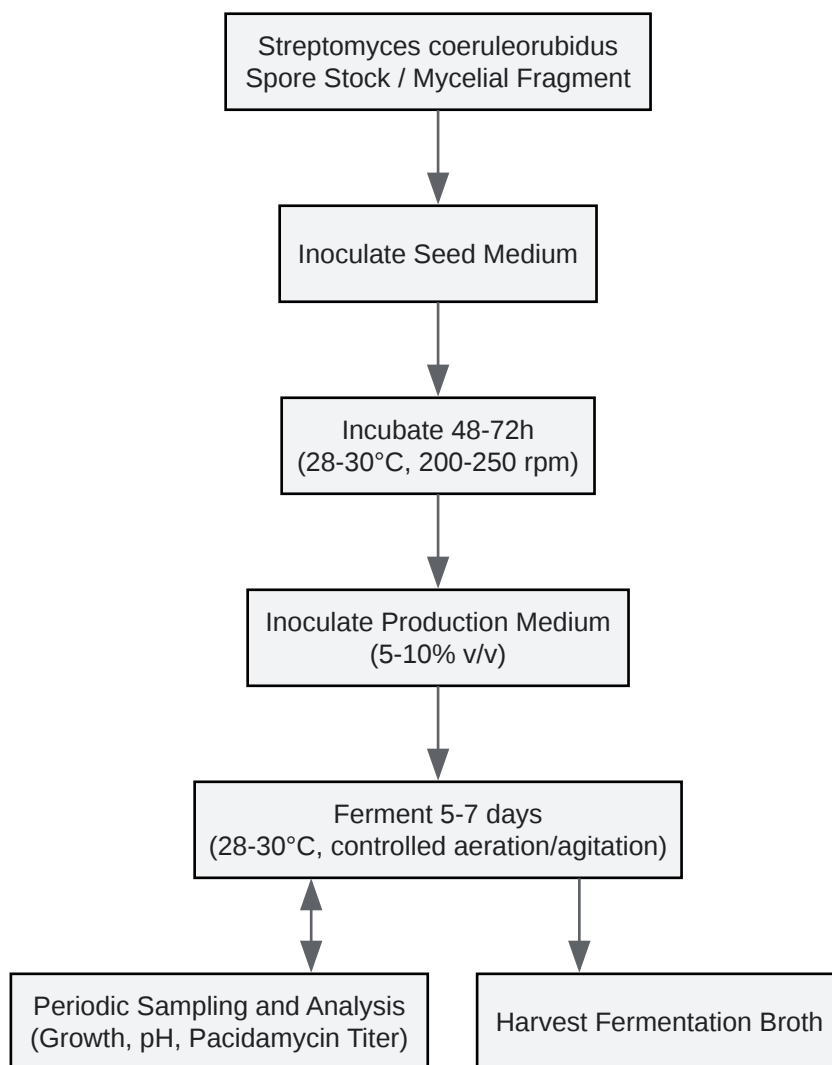 Streptomyces coeruleorubidus
Spore Stock / Mycelial Fragment
Inoculate Seed Medium
Incubate 48-72h
(28-30°C, 200-250 rpm)
Inoculate Production Medium
(5-10% v/v)
Ferment 5-7 days
(28-30°C, controlled aeration/agitation)
Periodic Sampling and Analysis
(Growth, pH, Pacidamycin Titer)
Harvest Fermentation Broth